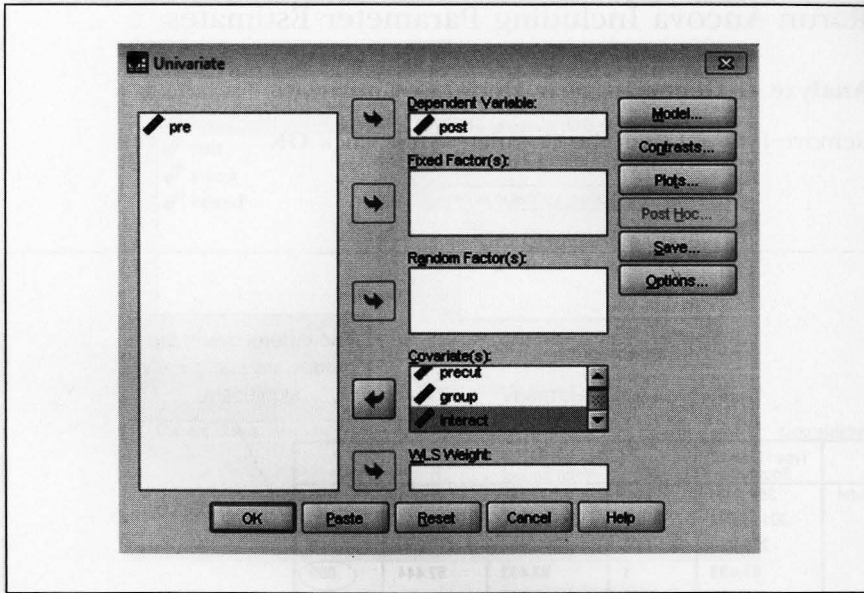 Univariate
pre
Dependent Variable:
post
Fixed Factor(s):
Random Factor(s):
Covariate(s):
precut
group
interact
WLS Weight:
Model...
Contrasts...
Plots...
Post Hoc...
Save...
Options...
OK
Paste
Reset
Cancel
Help